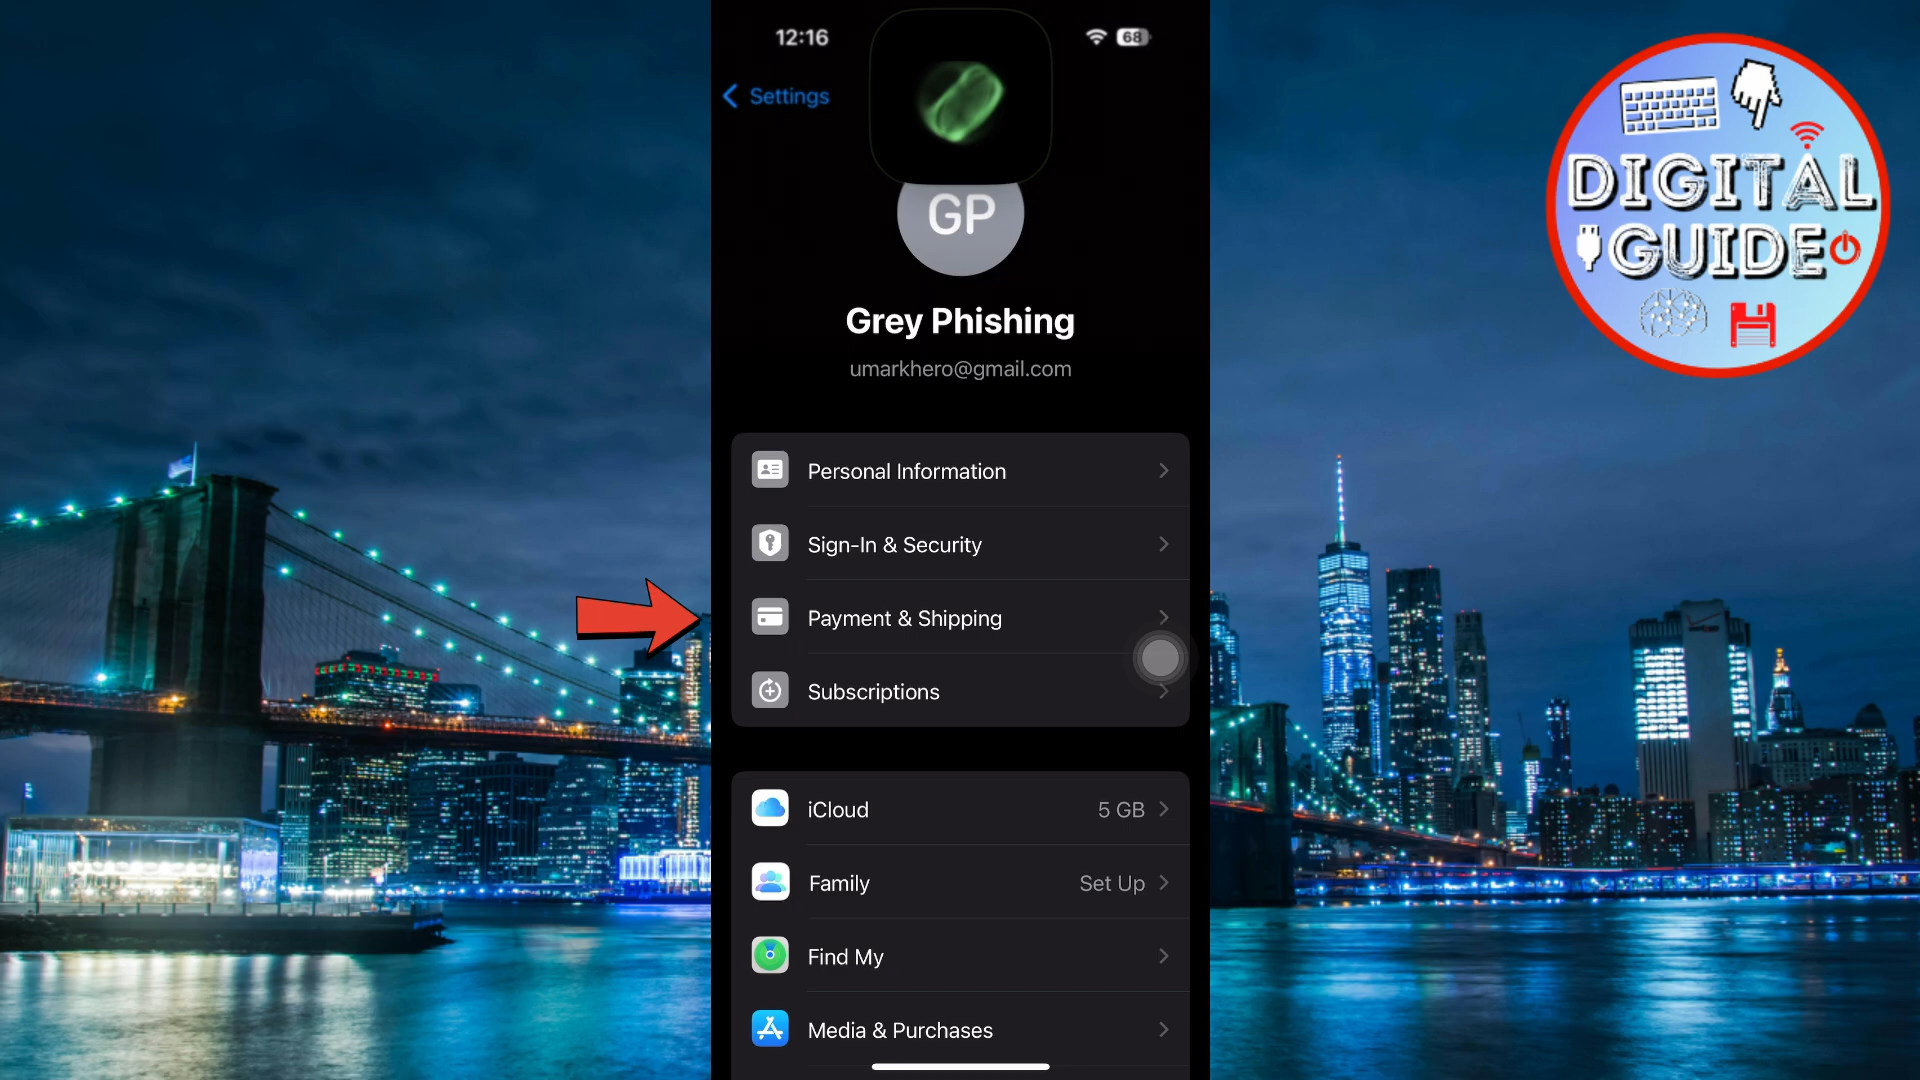 12:16
68
Settings
GP
Grey Phishing
umarkhero@gmail.com
Personal Information
Sign-In & Security
Payment & Shipping
Subscriptions
iCloud
5 GB
Family
Set Up
Find My
Media & Purchases
DIGITAL
GUIDE